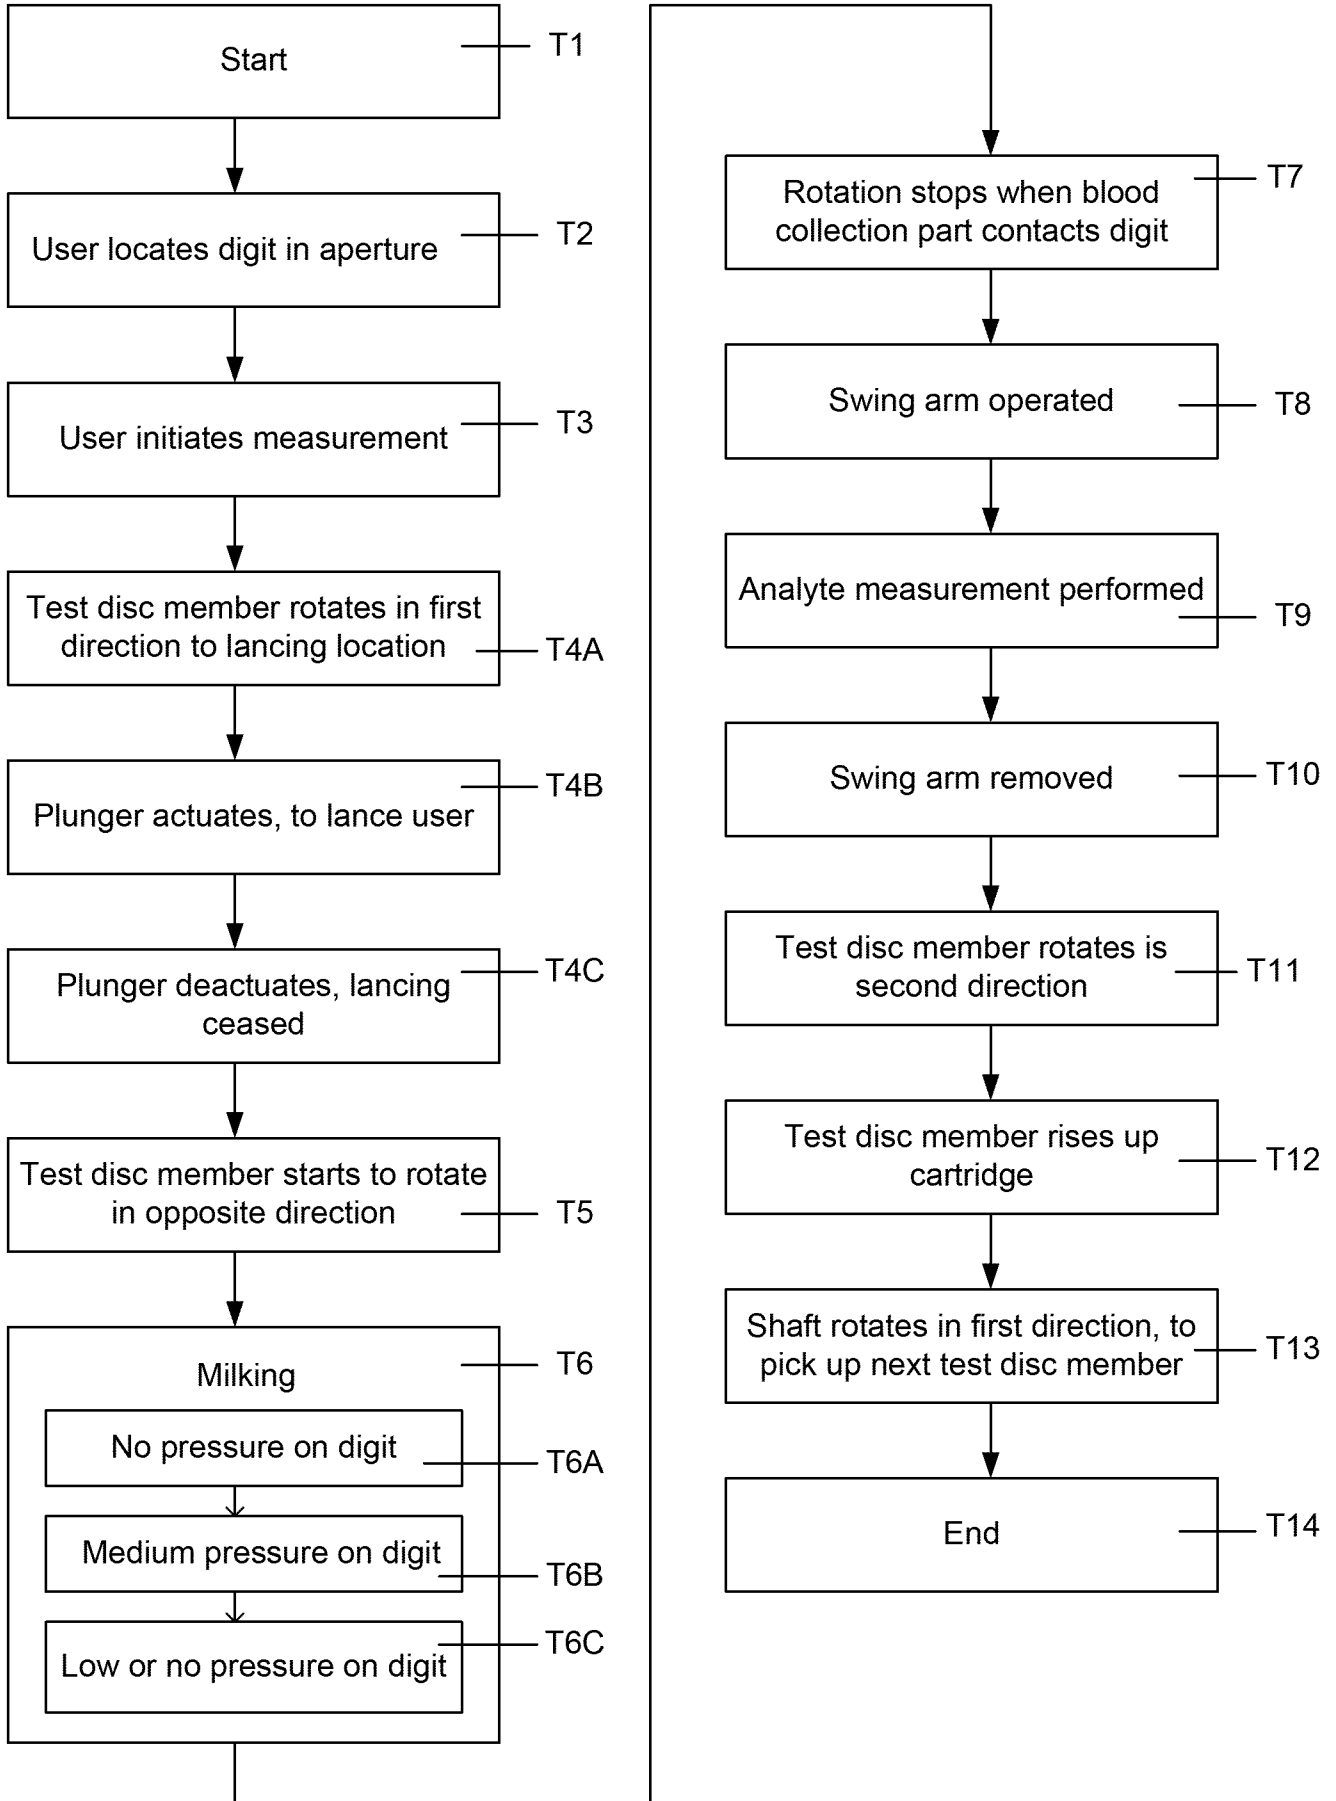 Start
T1
User locates digit in aperture
T2
User initiates measurement
T3
Test disc member rotates in first
direction to lancing location
T4A
Plunger actuates, to lance user
T4B
Plunger deactuates, lancing
ceased
T4C
Test disc member starts to rotate
in opposite direction
T5
Milking
T6
No pressure on digit
T6A
Medium pressure on digit
T6B
Low or no pressure on digit
T6C
Rotation stops when blood
collection part contacts digit
T7
Swing arm operated
T8
Analyte measurement performed
T9
Swing arm removed
T10
Test disc member rotates is
second direction
T11
Test disc member rises up
cartridge
T12
Shaft rotates in first direction, to
pick up next test disc member
T13
End
T14